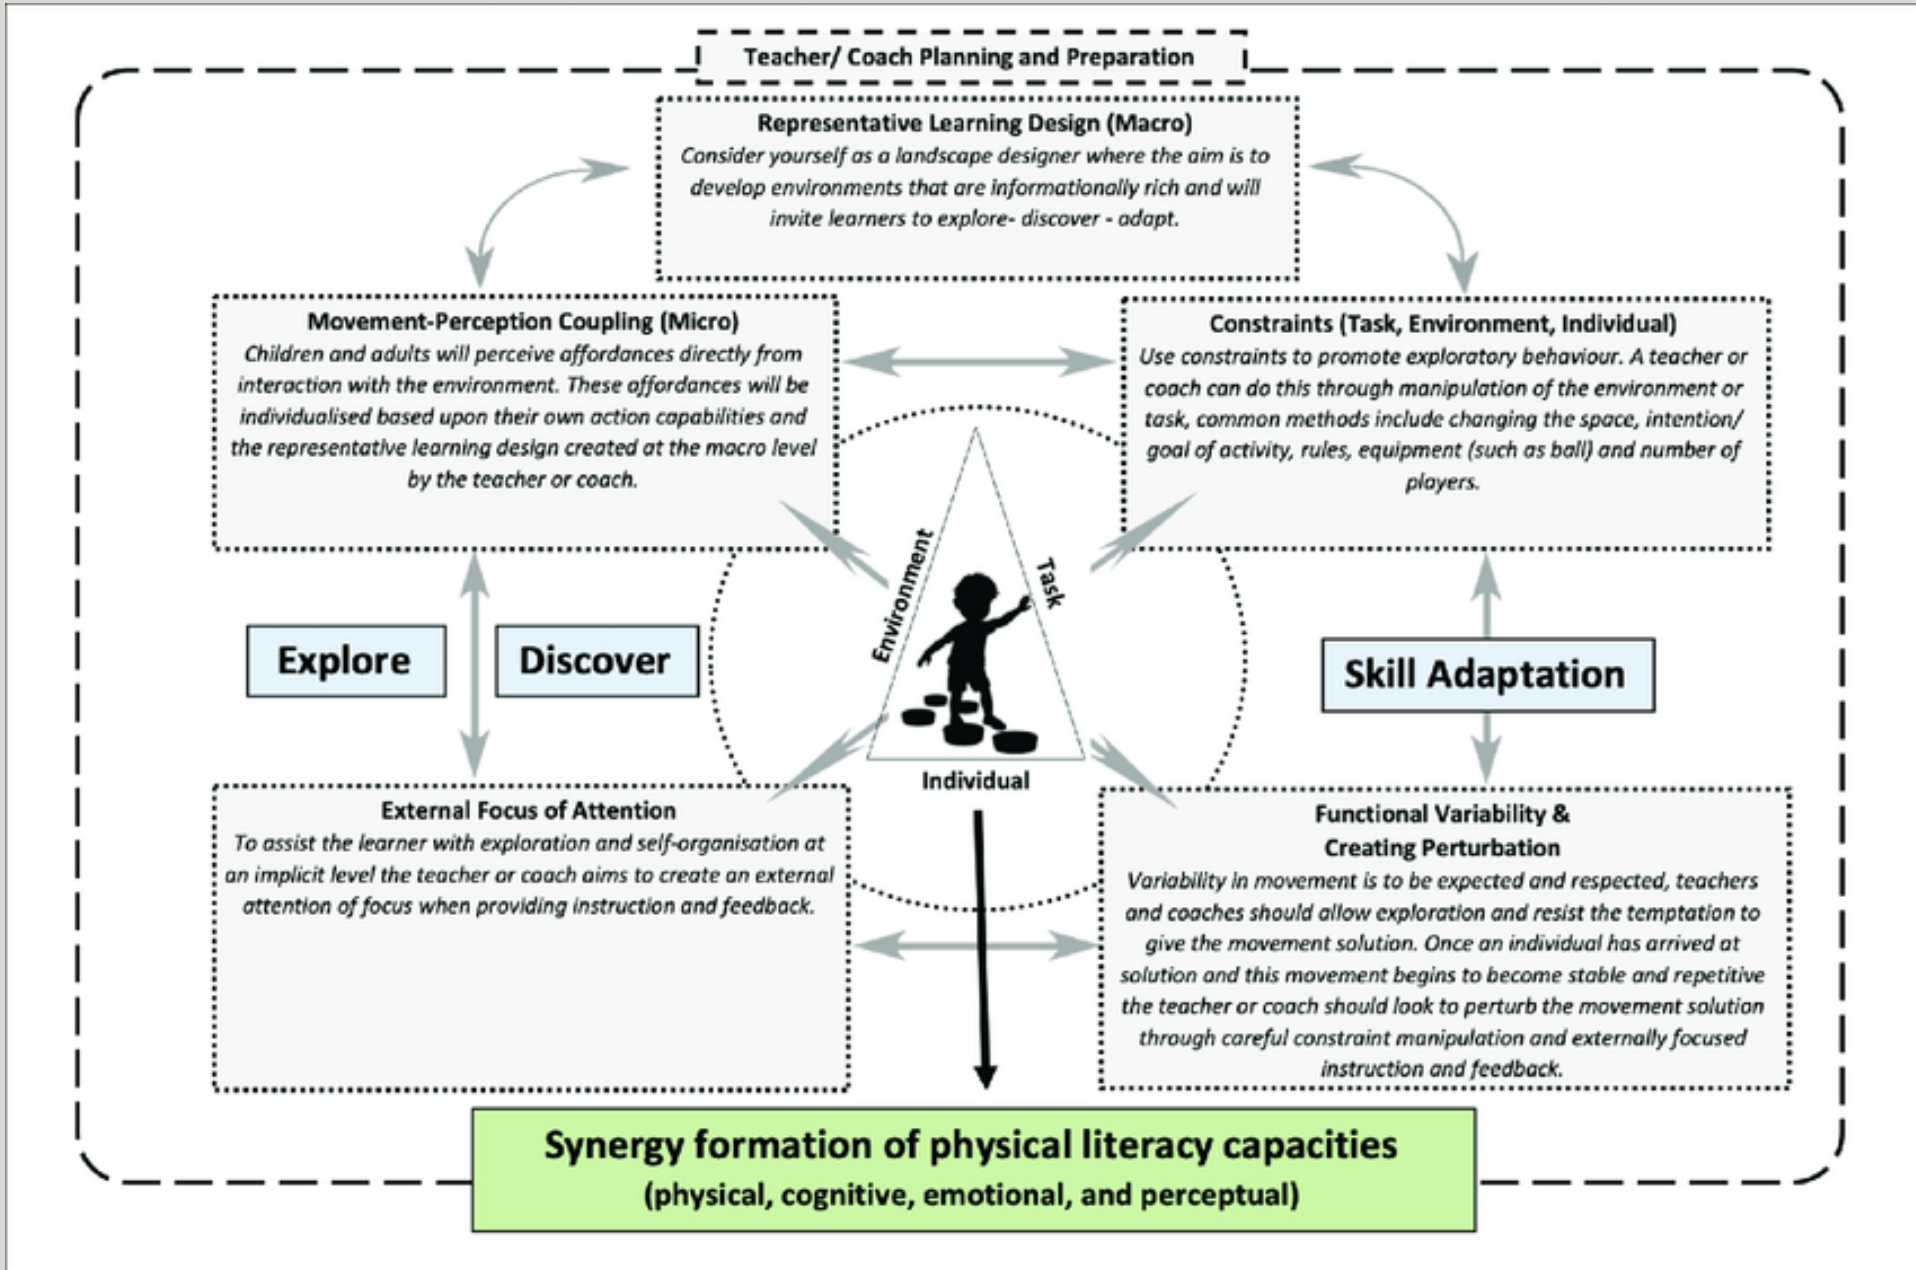 Teacher/ Coach Planning and Preparation
Representative Learning Design (Macro)
Consider yourself as a landscape designer where the aim is to
develop environments that are informationally rich and will
invite learners to explore- discover - adapt.
Movement-Perception Coupling (Micro)
Children and adults will perceive affordances directly from
interaction with the environment. These affordances will be
individualised based upon their own action capabilities and
the representative learning design created at the macro level
by the teacher or coach.
Constraints (Task, Environment, Individual)
Use constraints to promote exploratory behaviour. A teacher or
coach can do this through manipulation of the environment or
task, common methods include changing the space, intention/
goal of activity, rules, equipment (such as ball) and number of
players.
Environment
Task
Individual
Explore
Discover
Skill Adaptation
External Focus of Attention
To assist the learner with exploration and self-organisation at
an implicit level the teacher or coach aims to create an external
attention of focus when providing instruction and feedback.
Functional Variability &
Creating Perturbation
Variability in movement is to be expected and respected, teachers
and coaches should allow exploration and resist the temptation to
give the movement solution. Once an individual has arrived at
solution and this movement begins to become stable and repetitive
the teacher or coach should look to perturb the movement solution
through careful constraint manipulation and externally focused
instruction and feedback.
Synergy formation of physical literacy capacities
(physical, cognitive, emotional, and perceptual)